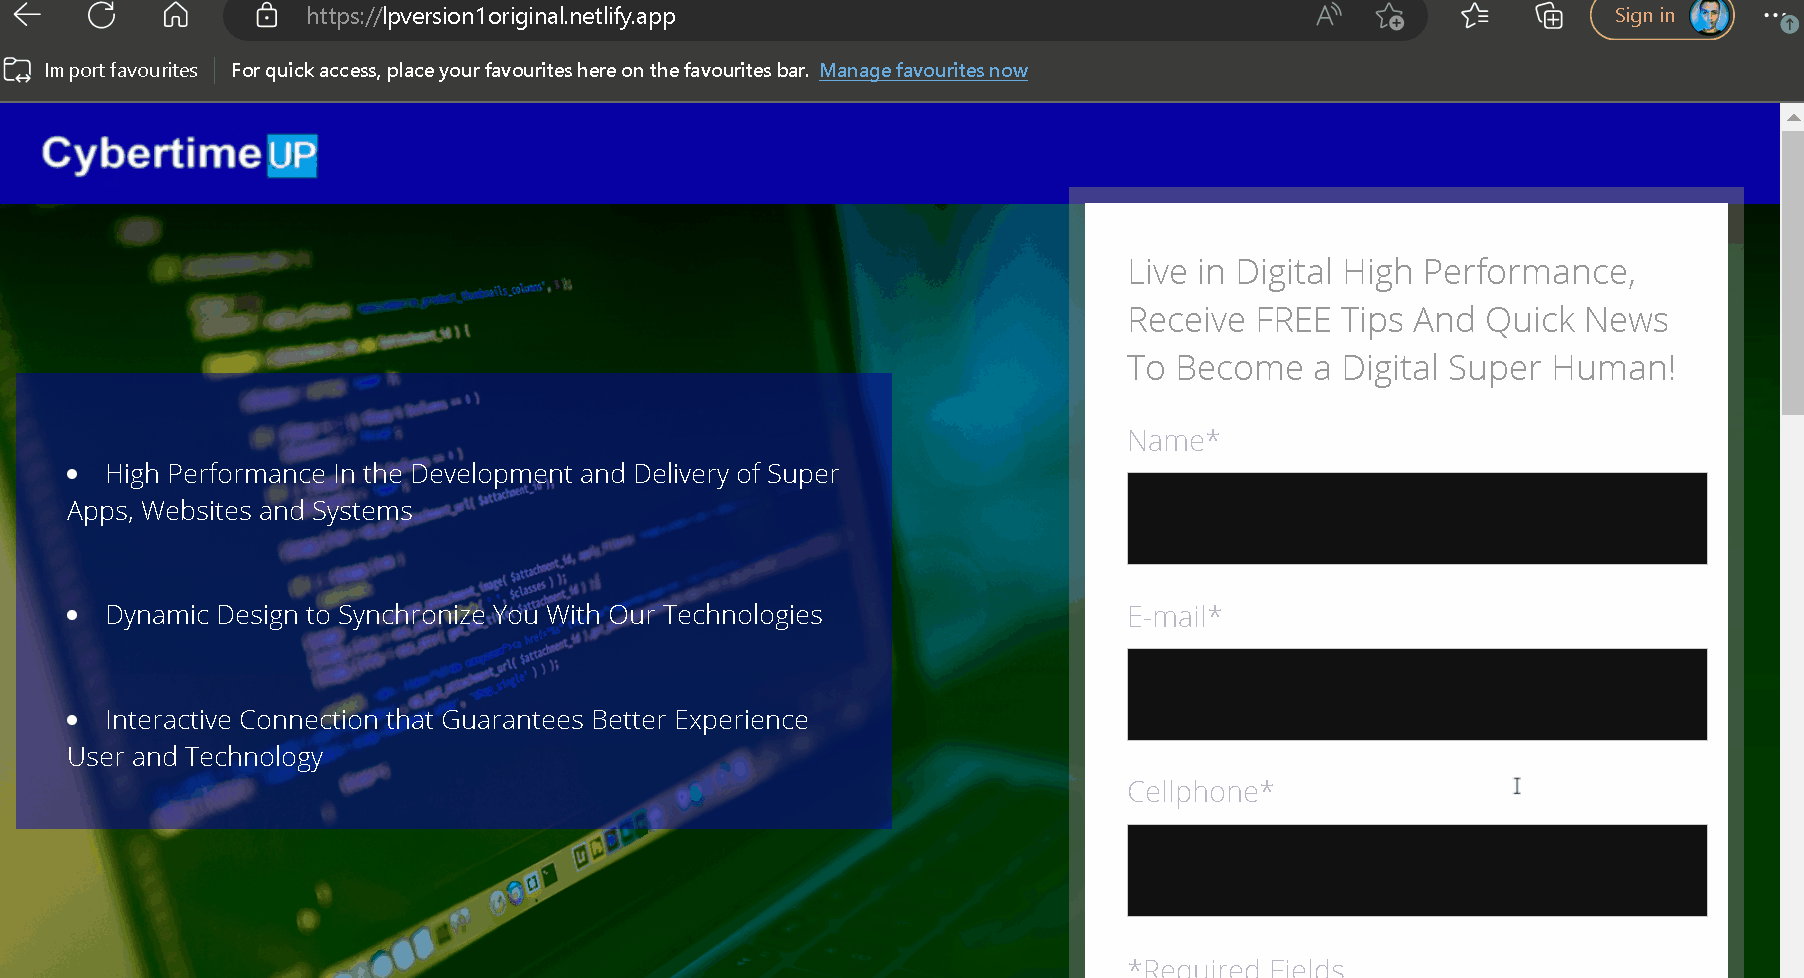 https://lpversion1original.netlify.app
Sign in
Import favourites
For quick access, place your favourites here on the favourites bar. Manage favourites now
Cybertime UP
Live in Digital High Performance,
Receive FREE Tips And Quick News
To Become a Digital Super Human!
Name*
E-mail*
Cellphone*
*Required Fields
• High Performance In the Development and Delivery of Super
Apps, Websites and Systems
• Dynamic Design to Synchronize You With Our Technologies
• Interactive Connection that Guarantees Better Experience
User and Technology